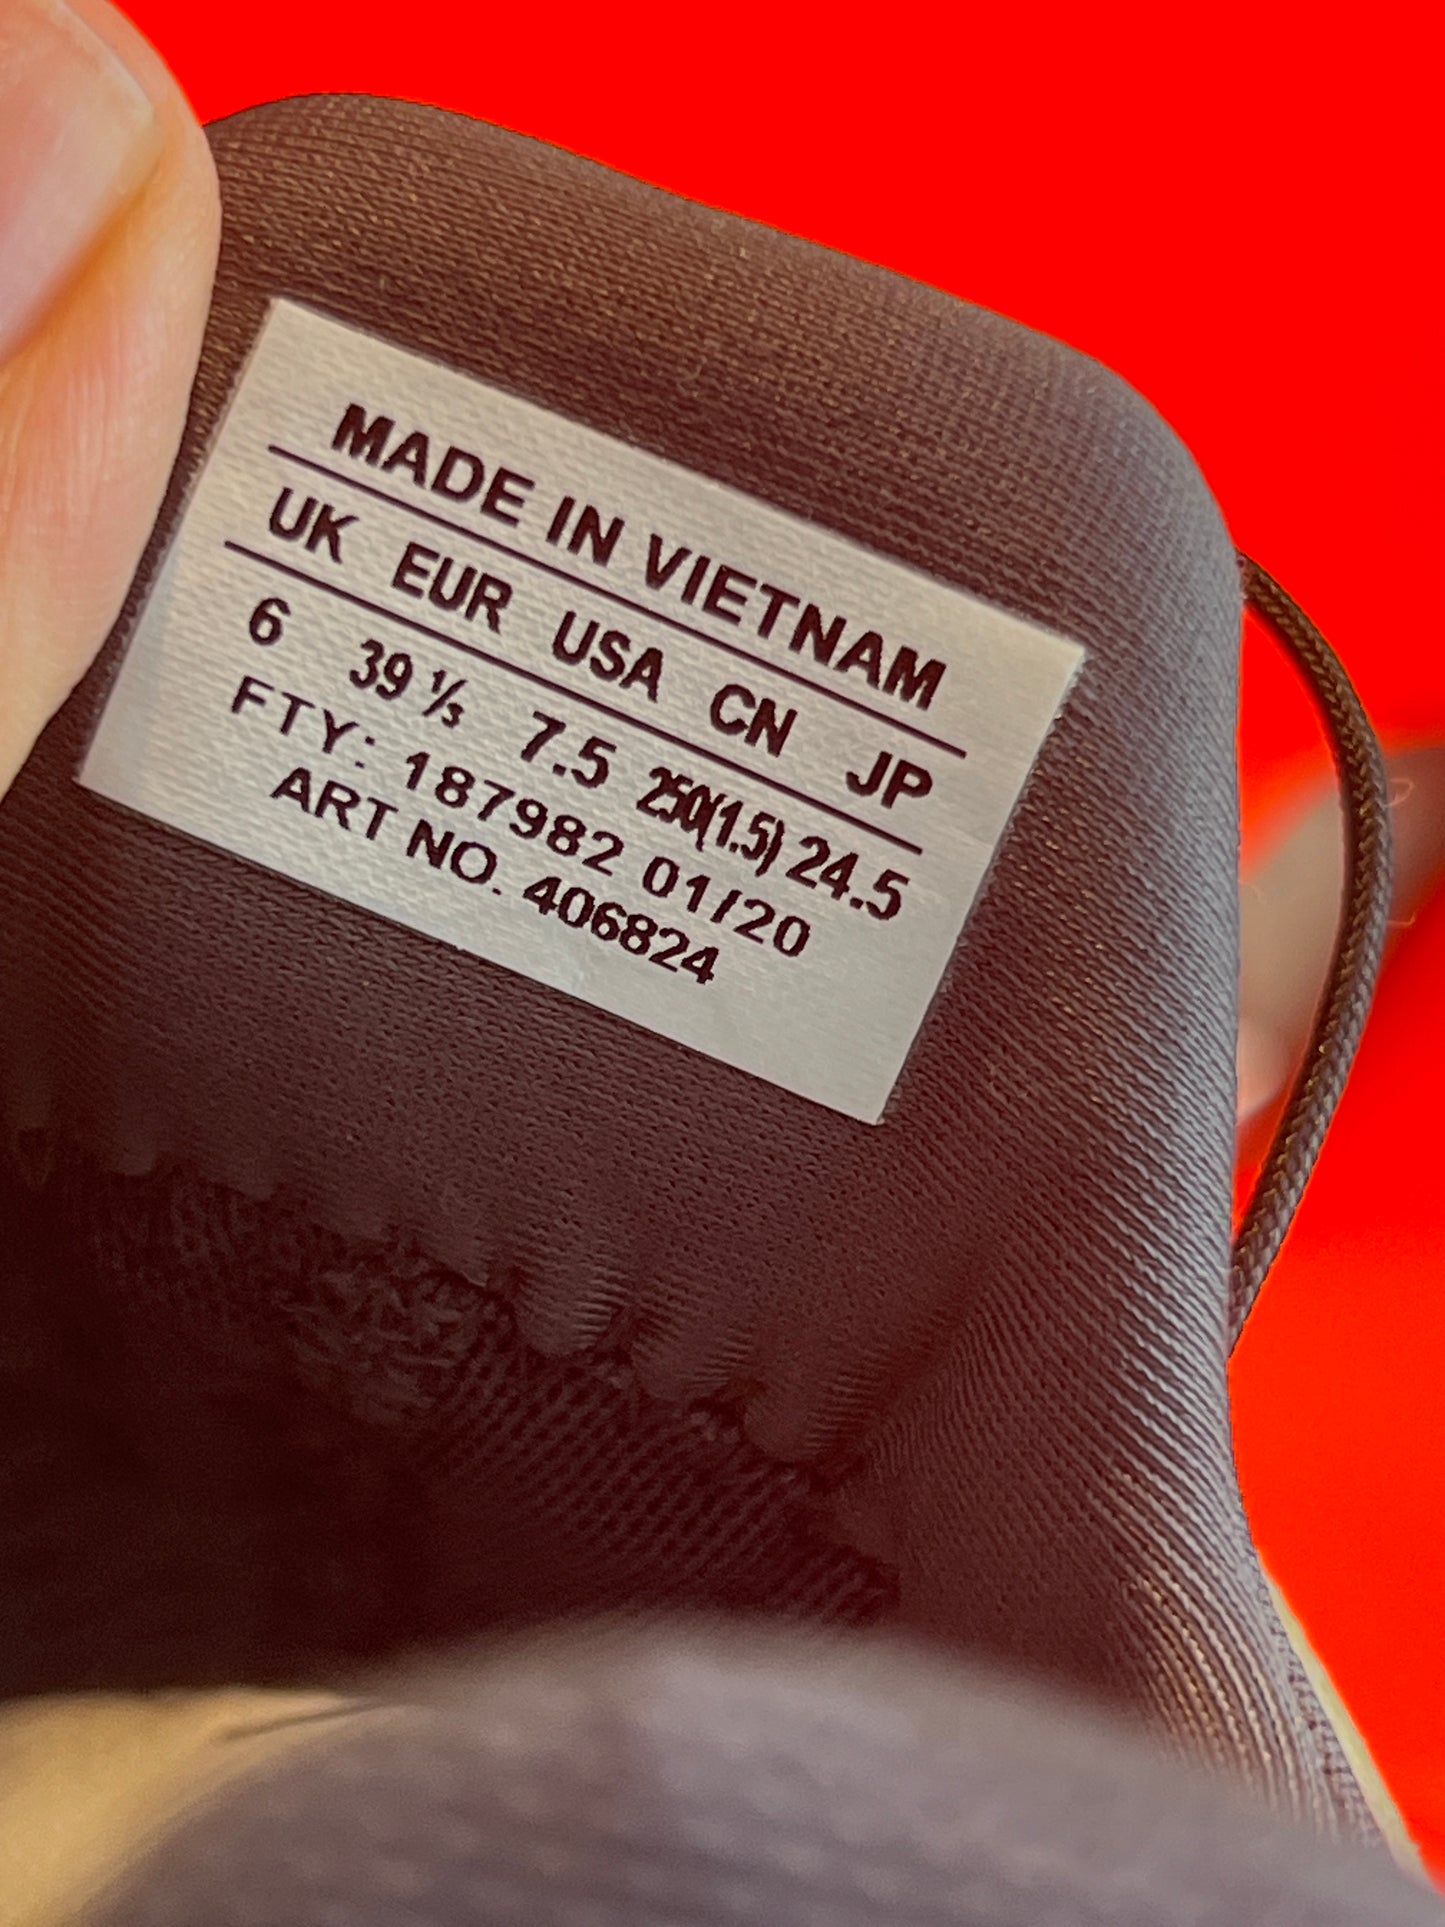 MADE IN VIETNAM
UK EUR USA CN JP
6 39 ⅓ 7.5 250(1.5) 24.5
FTY: 187982 01/20
ART NO. 406824